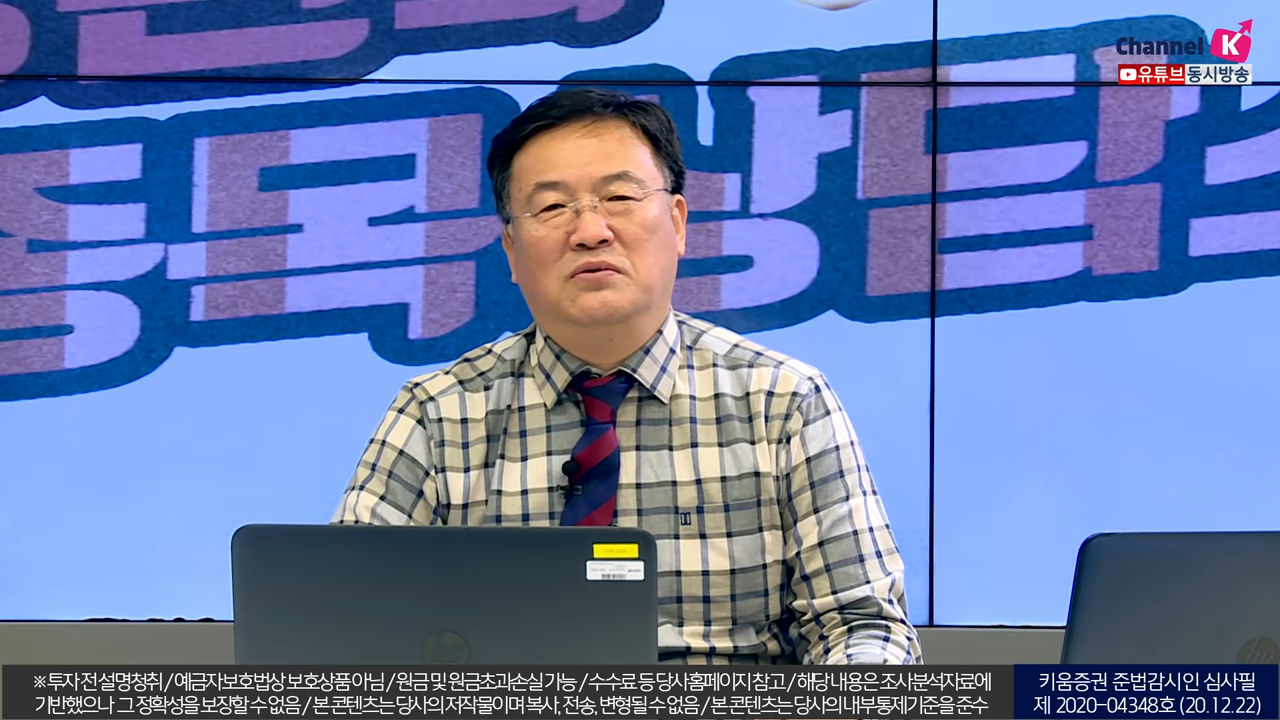 종목상담소
Channel K
유튜브동시방송
※ 투자 전 설명청취 / 예금자보호법상 보호상품 아님 / 원금 및 원금초과손실 가능 / 수수료 등 당사홈페이지 참고 / 해당 내용은 조사분석자료에
기반했으나 그 정확성을 보장할 수 없음 / 본 콘텐츠는 당사의 저작물이며 복사, 전송, 변형될 수 없음 / 본 콘텐츠는 당사의 내부통제기준을 준수
키움증권 준법감시인 심사필
제 2020-04348호 (20.12.22)